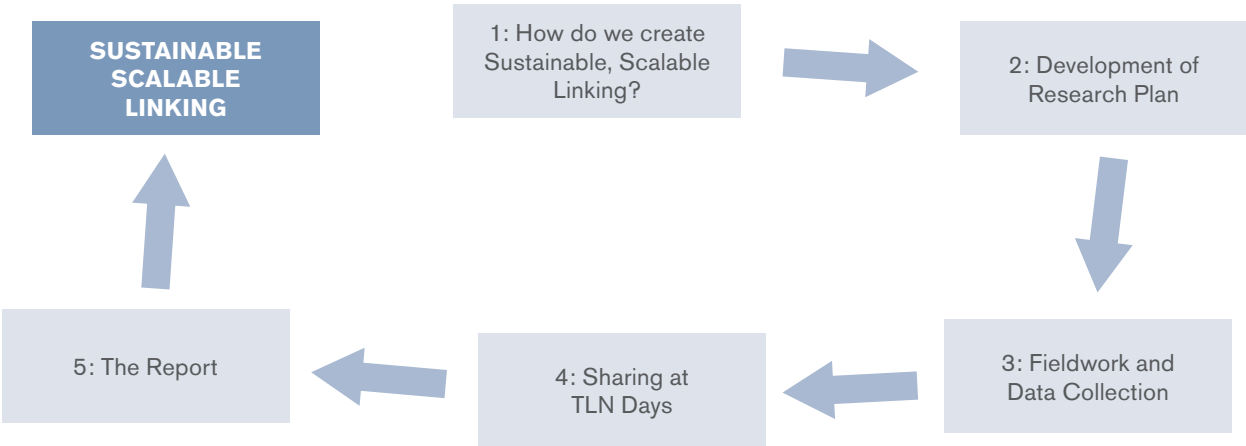 SUSTAINABLE
SCALABLE
LINKING
1: How do we create
Sustainable, Scalable
Linking?
2: Development of
Research Plan
3: Fieldwork and
Data Collection
4: Sharing at
TLN Days
5: The Report